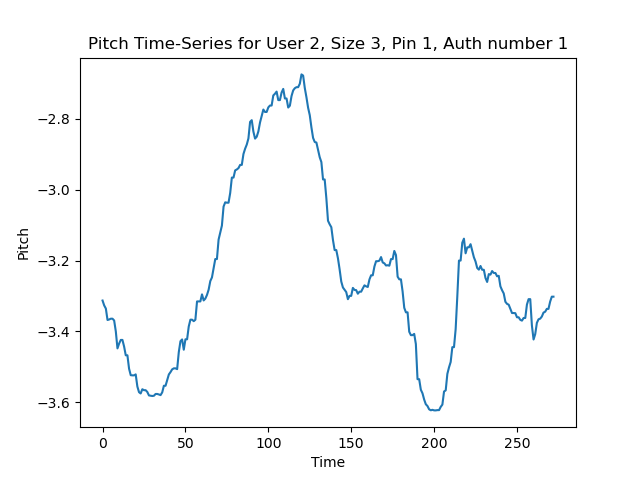 Pitch Time-Series for User 2, Size 3, Pin 1, Auth number 1
Pitch
−2.8
−3.0
−3.2
−3.4
−3.6
0 50 100 150 200 250
Time